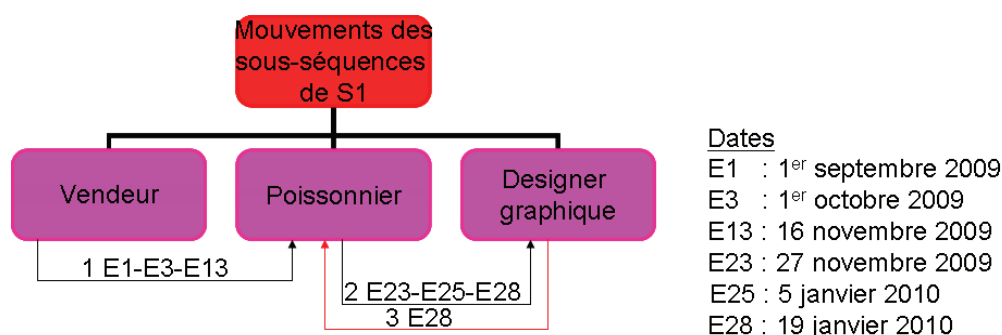 Mouvements des
sous-séquences
de S1
Vendeur
Poissonnier
Designer
graphique
1 E1-E3-E13
2 E23-E25-E28
3 E28
Dates
E1 : 1er septembre 2009
E3 : 1er octobre 2009
E13 : 16 novembre 2009
E23 : 27 novembre 2009
E25 : 5 janvier 2010
E28 : 19 janvier 2010